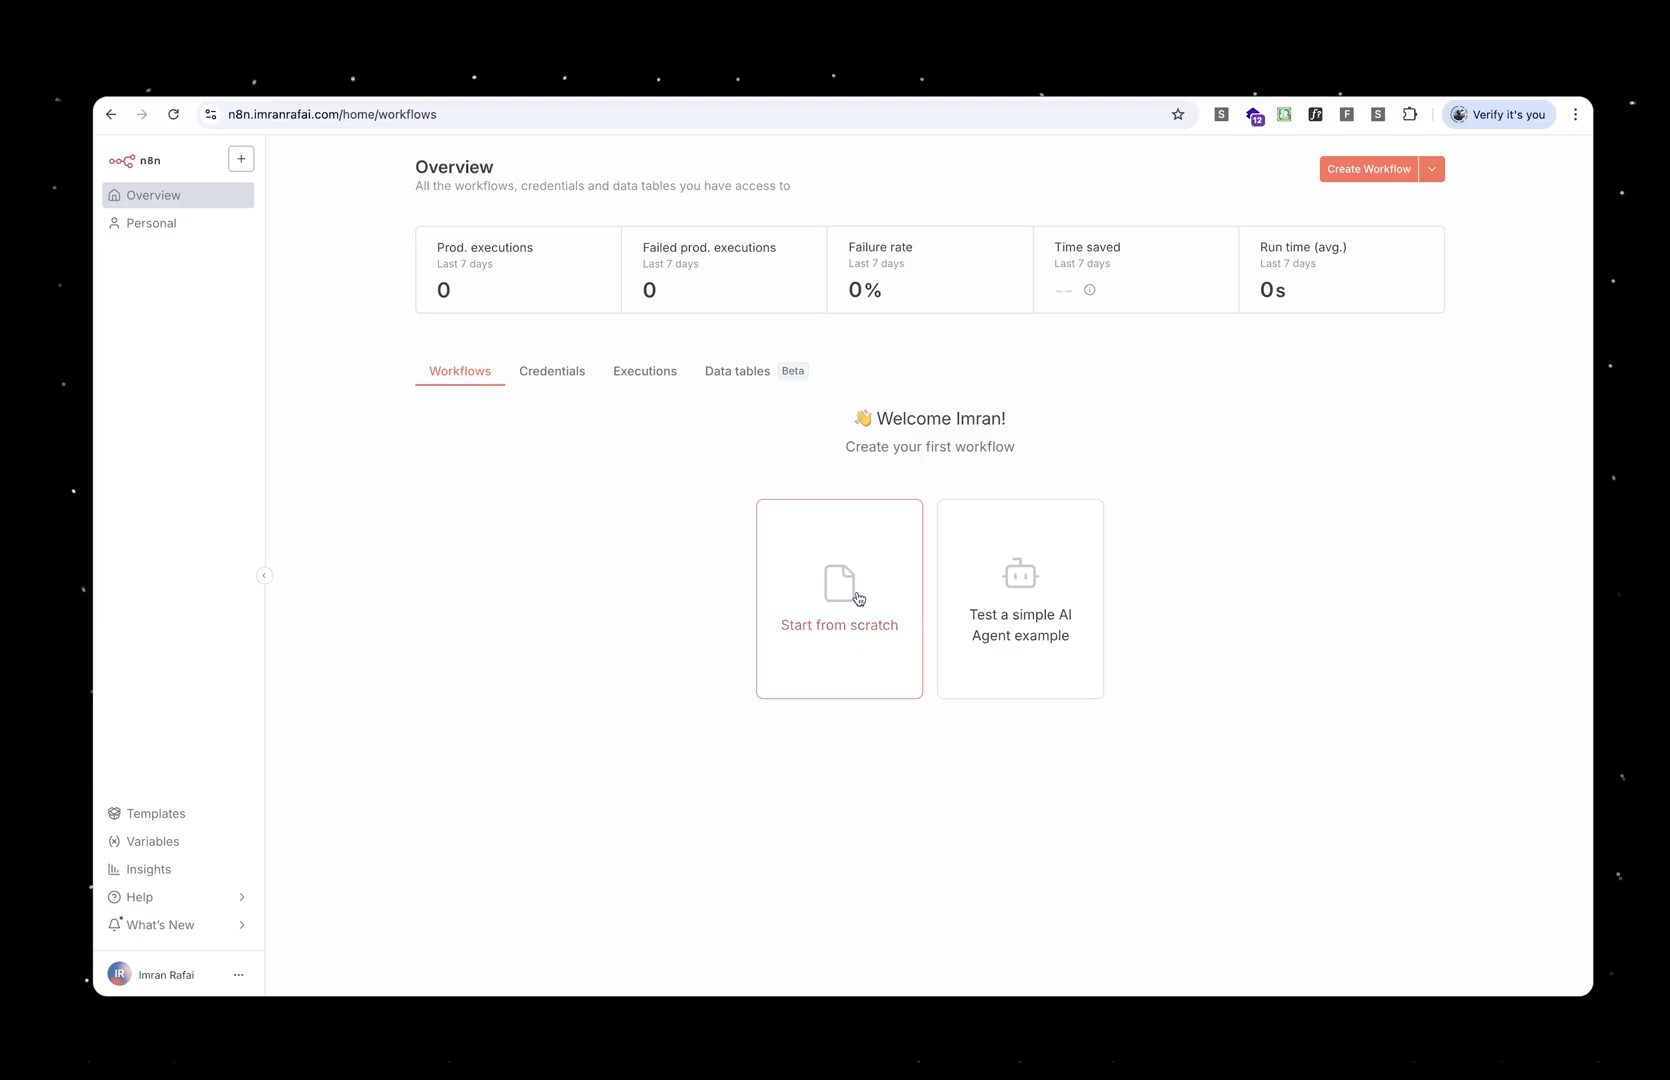 n8n.imranrafai.com/home/workflows
S
12
f?
F
S
Verify it's you
n8n
Overview
Personal
Overview
All the workflows, credentials and data tables you have access to
Create Workflow
Prod. executions
Last 7 days
0
Failed prod. executions
Last 7 days
0
Failure rate
Last 7 days
0%
Time saved
Last 7 days
--
Run time (avg.)
Last 7 days
0s
Workflows
Credentials
Executions
Data tables
Beta
👋 Welcome Imran!
Create your first workflow
Start from scratch
Test a simple AI
Agent example
Templates
Variables
Insights
Help
What's New
IR
Imran Rafai